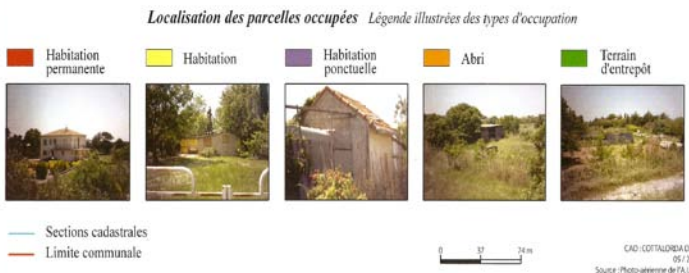 Localisation des parcelles occupées Légende illustrées des types d'occupation
Habitation permanente
Habitation
Habitation ponctuelle
Abri
Terrain d'entrepôt
Sections cadastrales
Limite communale
0 37 74 m
CAD : COTTALORDA D
05 / 2
Source : Photo-aérienne de l'A.U